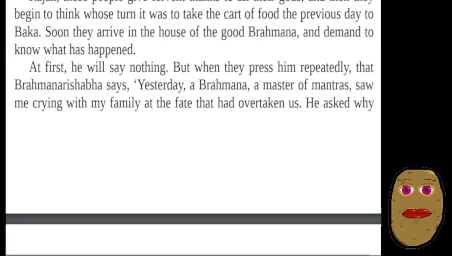 begin to think whose turn it was to take the cart of food the previous day to
Baka. Soon they arrive in the house of the good Brahmana, and demand to
know what has happened.
At first, he will say nothing. But when they press him repeatedly, that
Brahmanarishabha says, ‘Yesterday, a Brahmana, a master of mantras, saw
me crying with my family at the fate that had overtaken us. He asked why